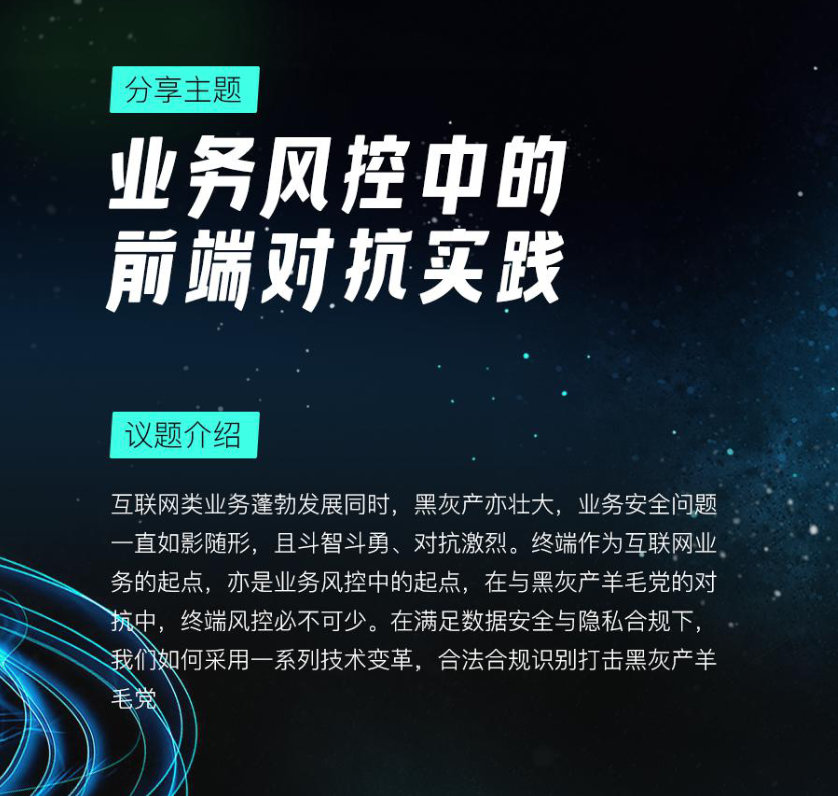 分享主题
业务风控中的
前端对抗实践
议题介绍
互联网类业务蓬勃发展同时，黑灰产亦壮大，业务安全问题
一直如影随形，且斗智斗勇、对抗激烈。终端作为互联网业
务的起点，亦是业务风控中的起点，在与黑灰产羊毛党的对
抗中，终端风控必不可少。在满足数据安全与隐私合规下，
我们如何采用一系列技术变革，合法合规识别打击黑灰产羊
毛党